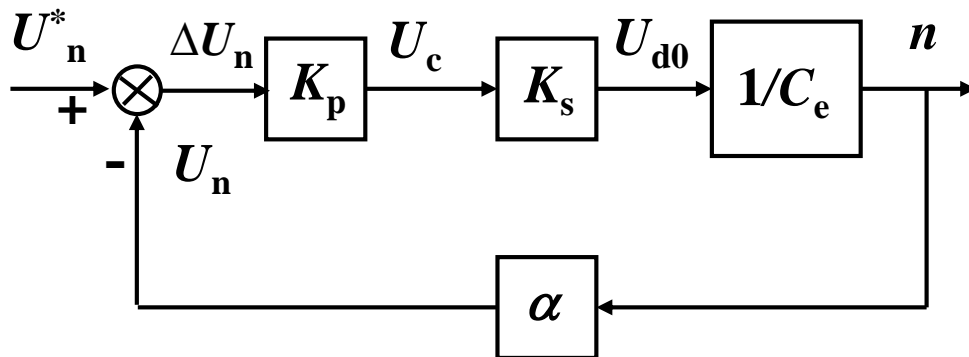 U*n ΔUn Kp Uc Ks Ud0 1/Ce n
+
- Un
α